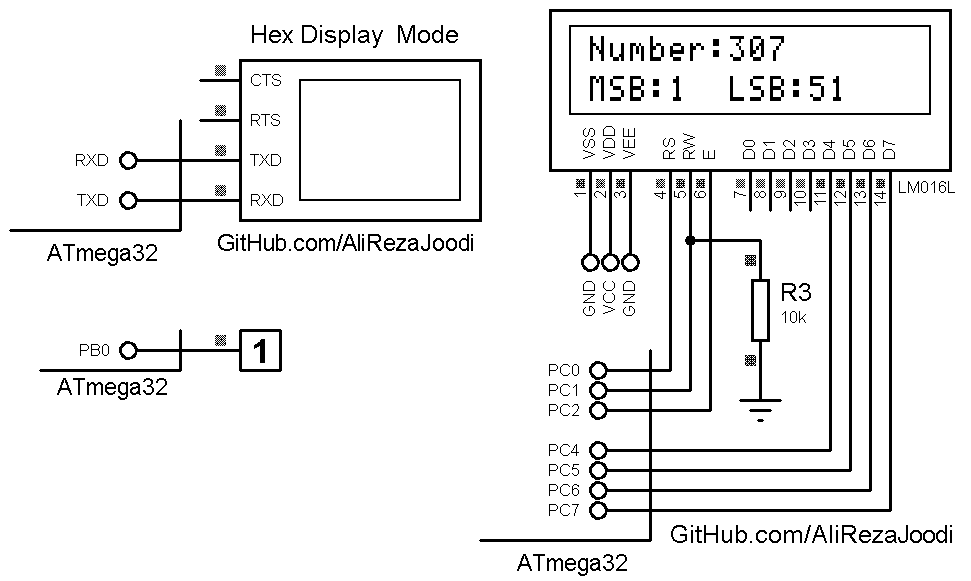 Hex Display Mode
CTS
RTS
RXD
TXD
TXD
RXD
ATmega32
GitHub.com/AliRezaJoodi
PB0
1
ATmega32
Number:307
MSB:1 LSB:51
VSS
VDD
VEE
RS
RW
E
D0
D1
D2
D3
D4
D5
D6
D7
LM016L
1
2
3
4
5
6
7
8
9
10
11
12
13
14
GND
VCC
GND
R3
10k
PC0
PC1
PC2
PC4
PC5
PC6
PC7
GitHub.com/AliRezaJoodi
ATmega32